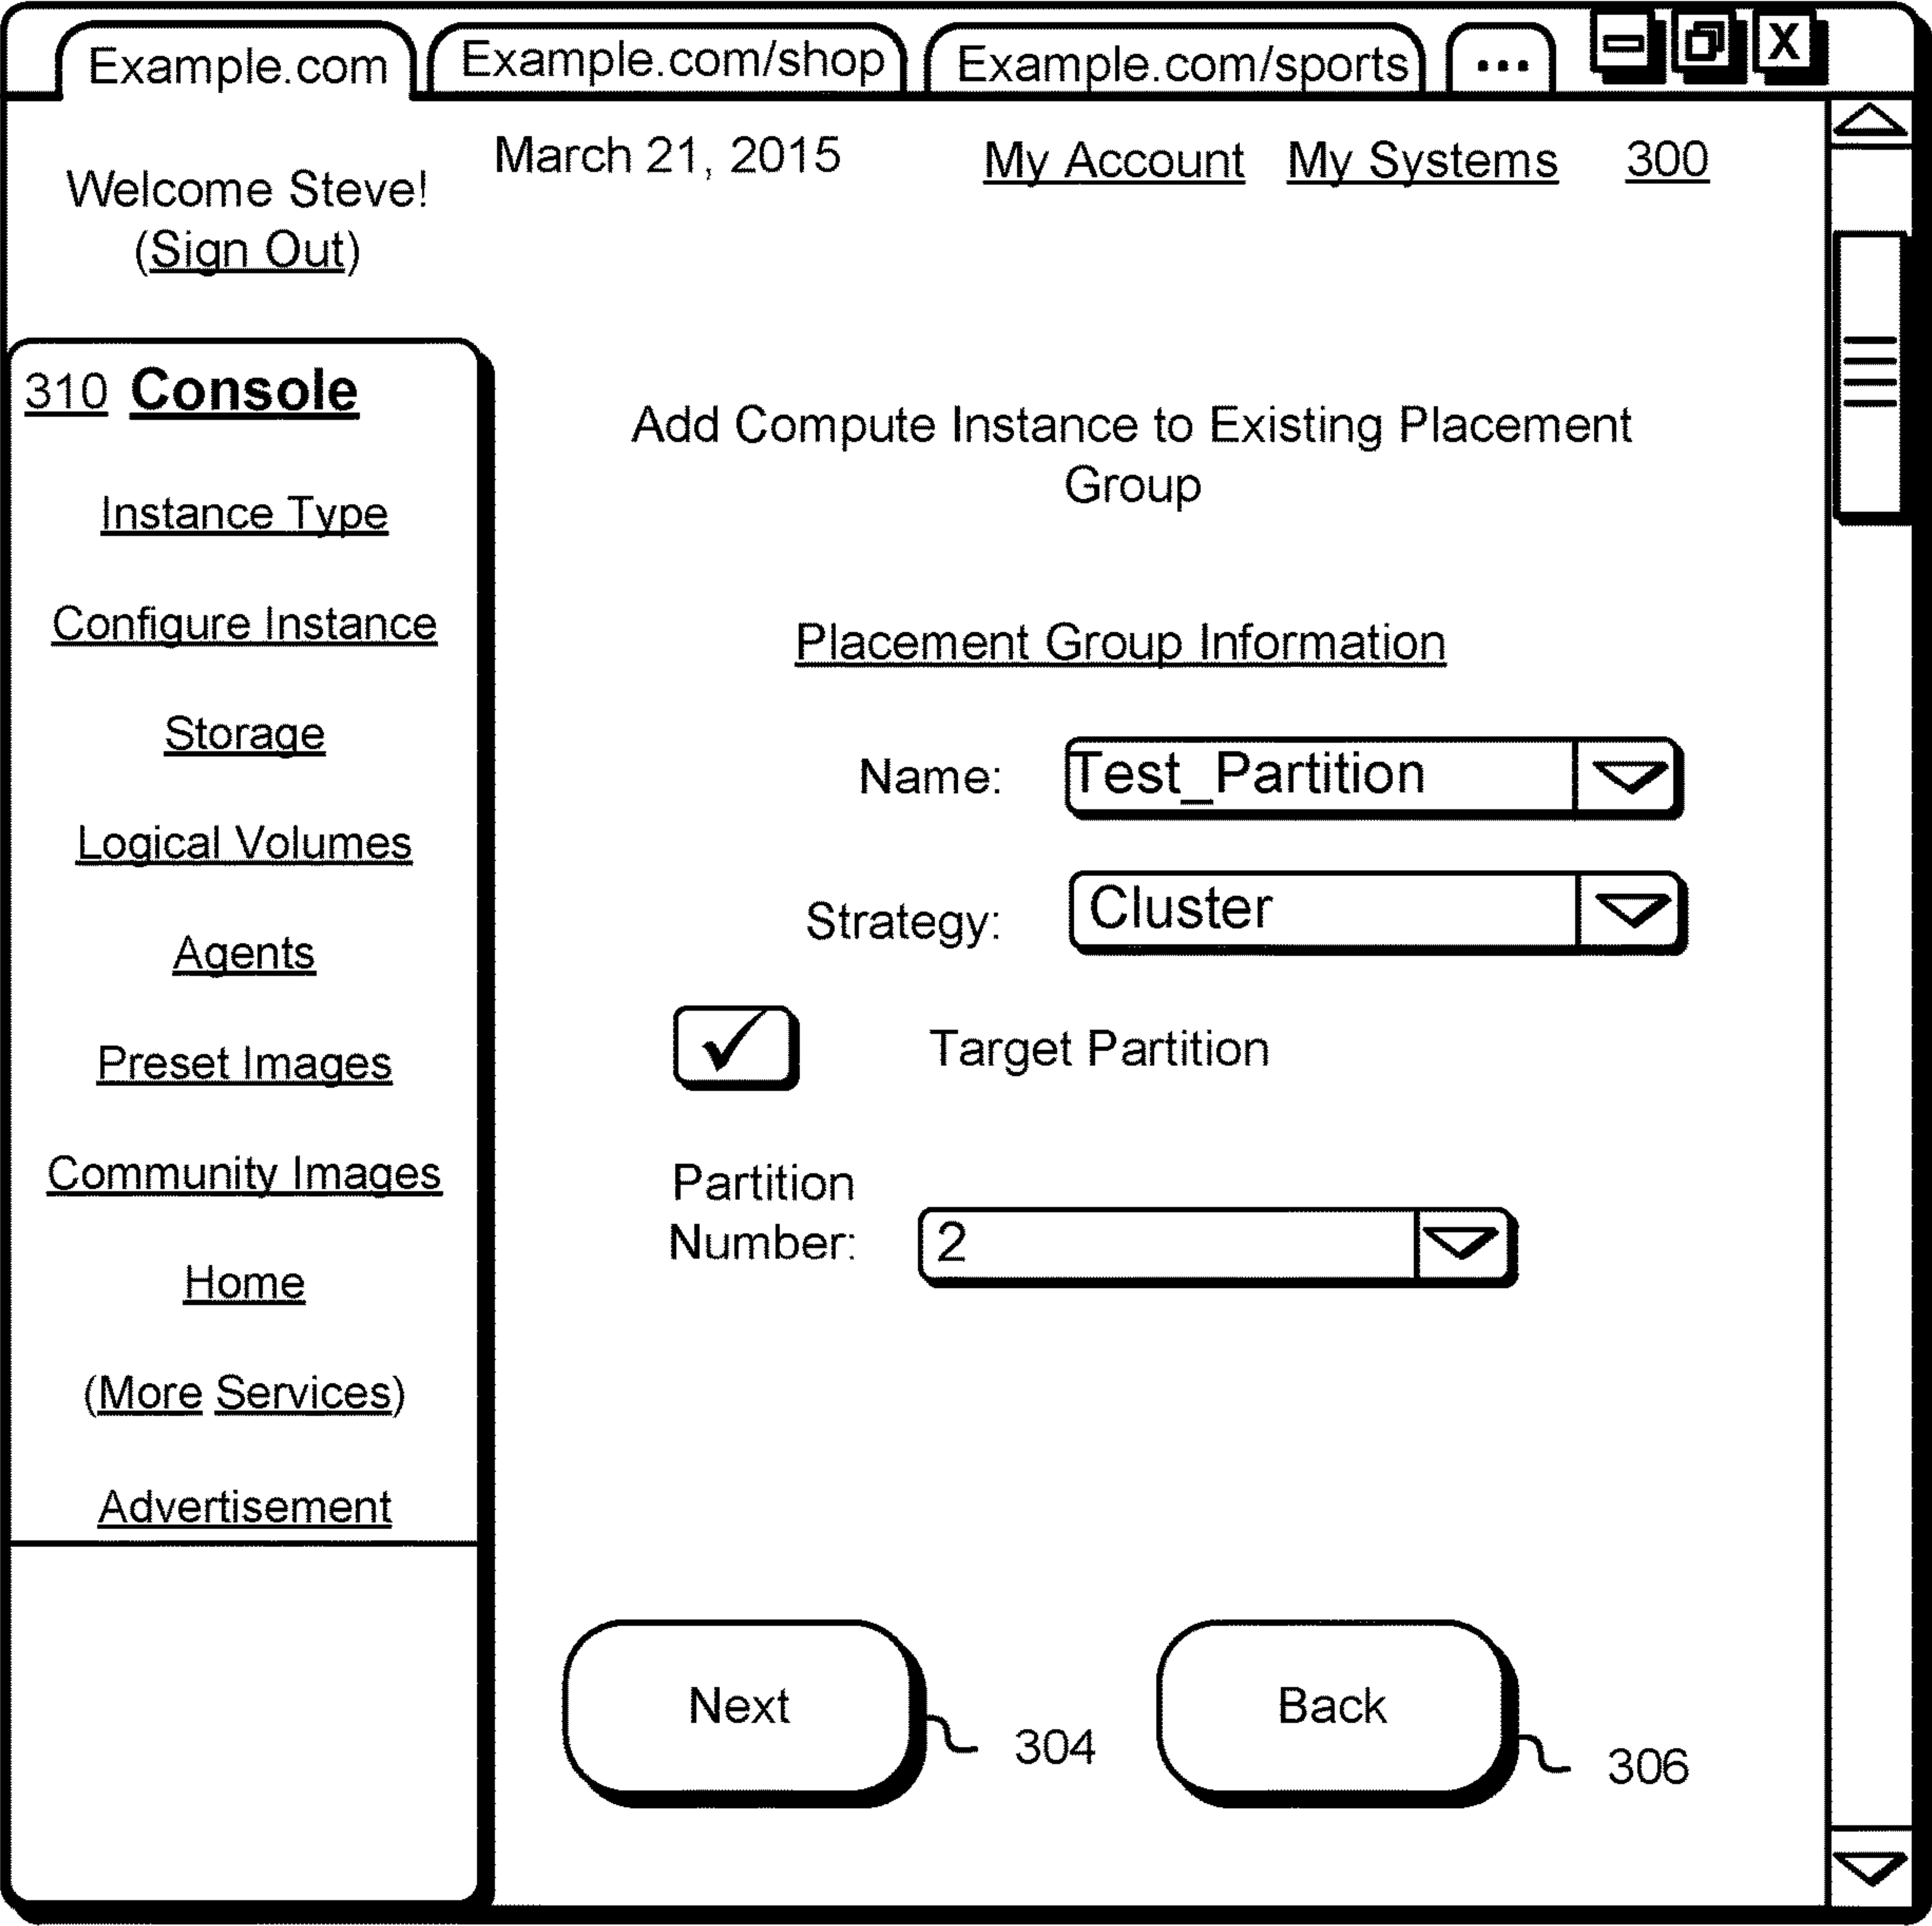 Example.com
Example.com/shop
Example.com/sports
...
X
March 21, 2015
My Account
My Systems
300
Welcome Steve!
(Sign Out)
310 Console
Instance Type
Configure Instance
Storage
Logical Volumes
Agents
Preset Images
Community Images
Home
(More Services)
Advertisement
Add Compute Instance to Existing Placement
Group
Placement Group Information
Name: Test_Partition
Strategy: Cluster
Target Partition
Partition
Number: 2
Next
304
Back
306